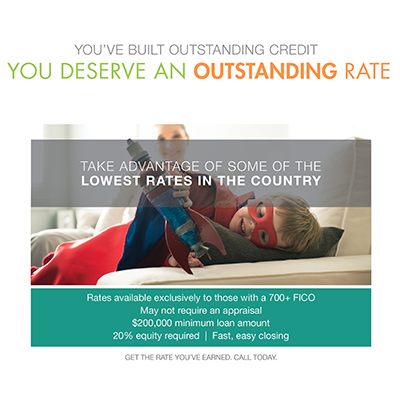 YOU'VE BUILT OUTSTANDING CREDIT
YOU DESERVE AN OUTSTANDING RATE
TAKE ADVANTAGE OF SOME OF THE
LOWEST RATES IN THE COUNTRY
Rates available exclusively to those with a 700+ FICO
May not require an appraisal
$200,000 minimum loan amount
20% equity required | Fast, easy closing
GET THE RATE YOU'VE EARNED. CALL TODAY.